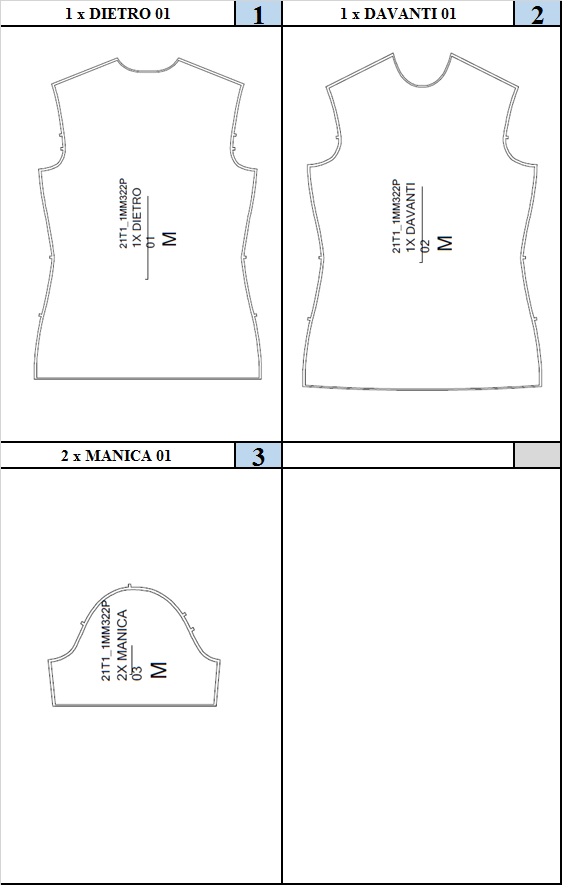 1 x DIETRO 01
1
1 x DAVANTI 01
2
21T1_1MM322P
1X DIETRO
01
M
21T1_1MM322P
1X DAVANTI
02
M
2 x MANICA 01
3
21T1_1MM322P
2X MANICA
03
M